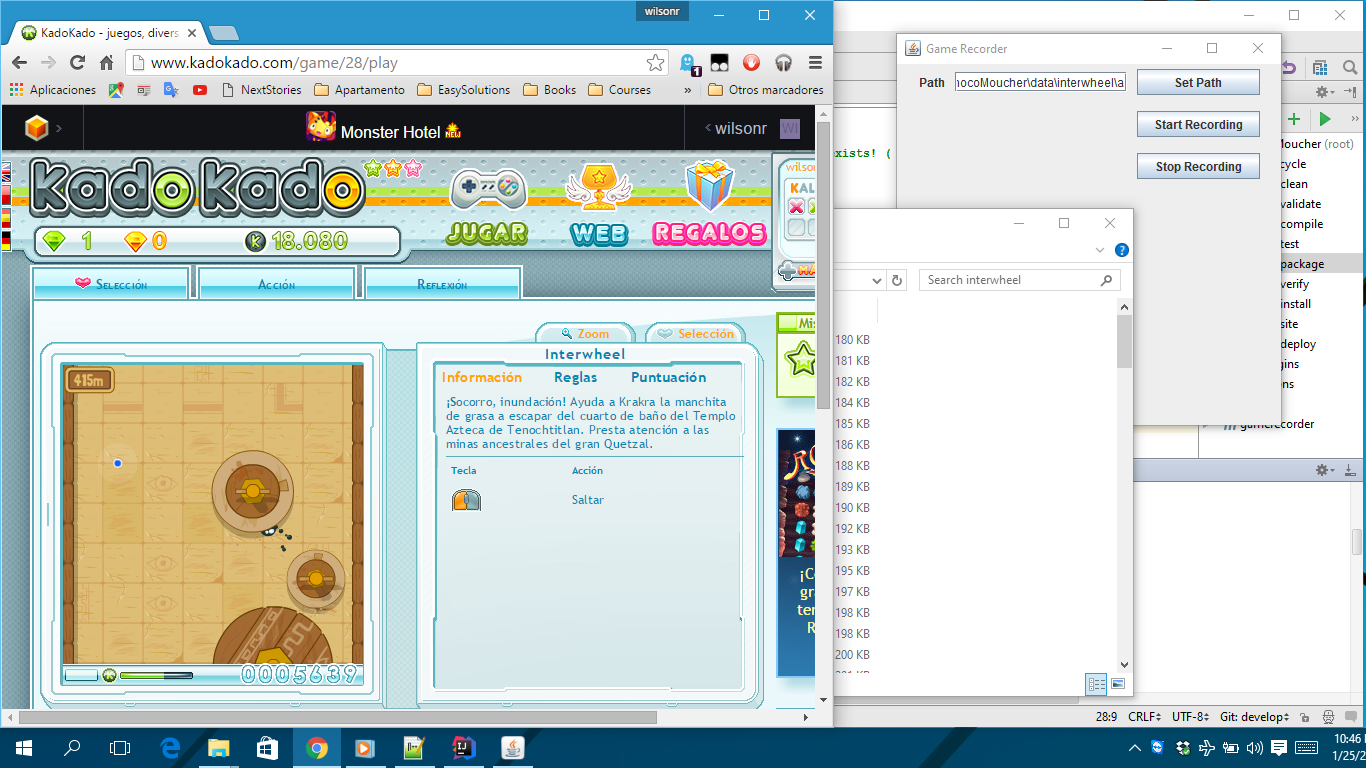 wilsonr
KadoKado - juegos, divers
www.kadokado.com/game/28/play
1
Aplicaciones
NextStories
Apartamento
EasySolutions
Books
Courses
»
Otros marcadores
Monster Hotel NEW
wilsonr
WI
KadoKado
JUGAR
WEB
REGALOS
1
0
K 18.080
wilson
KAL
Selección
Acción
Reflexión
Zoom
Selección
Mis
Interwheel
Información
Reglas
Puntuación
¡Socorro, inundación! Ayuda a Krakra la manchita
de grasa a escapar del cuarto de baño del Templo
Azteca de Tenochtitlan. Presta atención a las
minas ancestrales del gran Quetzal.
Tecla
Acción
Saltar
415m
0005639
Game Recorder
Path
ocoMoucher\data\interwheel\a
Set Path
Start Recording
Stop Recording
xists! (
Search interwheel
180 KB
181 KB
182 KB
184 KB
185 KB
186 KB
188 KB
189 KB
190 KB
192 KB
193 KB
195 KB
197 KB
198 KB
198 KB
200 KB
Moucher (root)
cycle
clean
validate
compile
test
package
verify
install
site
deploy
gins
ns
gamerecorder
28:9
CRLF
UTF-8
Git: develop
10:46
1/25/2